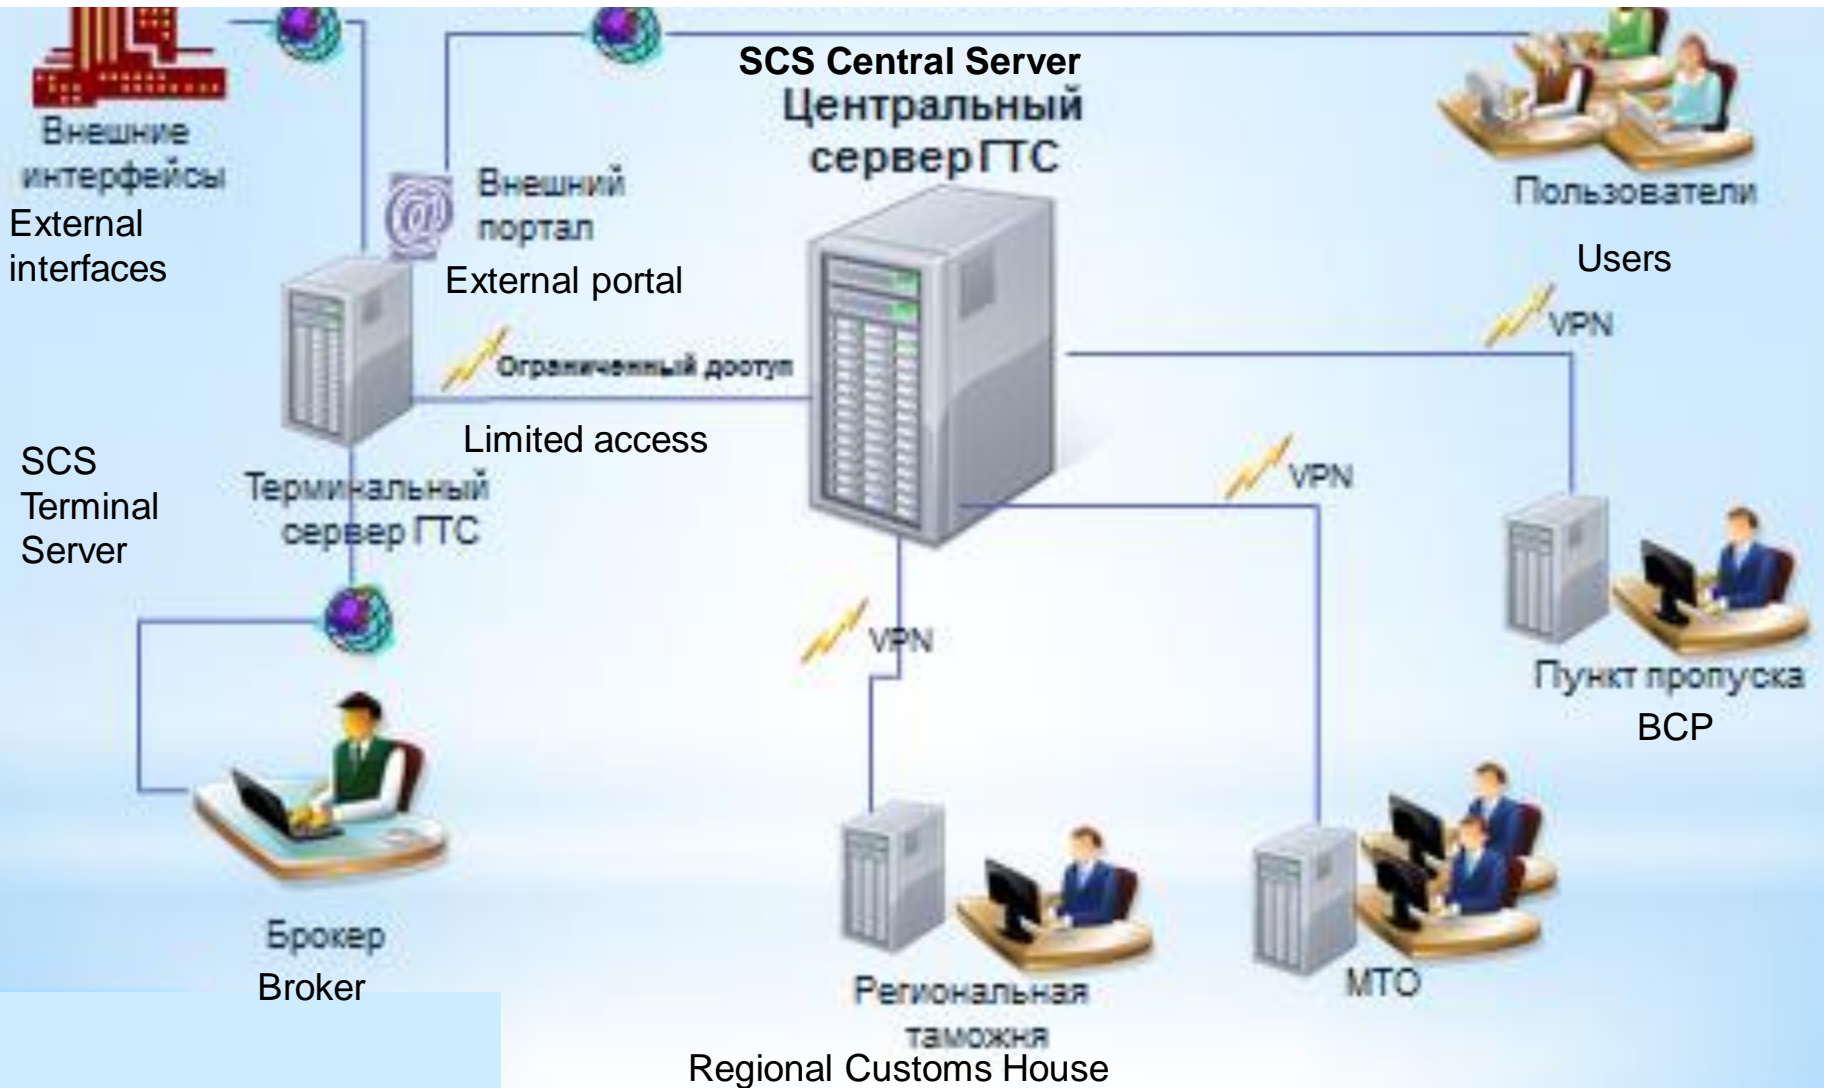 SCS Central Server
Центральный
сервер ГТС
Внешние
интерфейсы
External
interfaces
Внешний
портал
External portal
Пользователи
Users
VPN
Ограниченный доступ
Limited access
SCS
Terminal
Server
Терминальный
сервер ГТС
VPN
VPN
Пункт пропуска
BCP
Брокер
Broker
МТО
Региональная
таможня
Regional Customs House